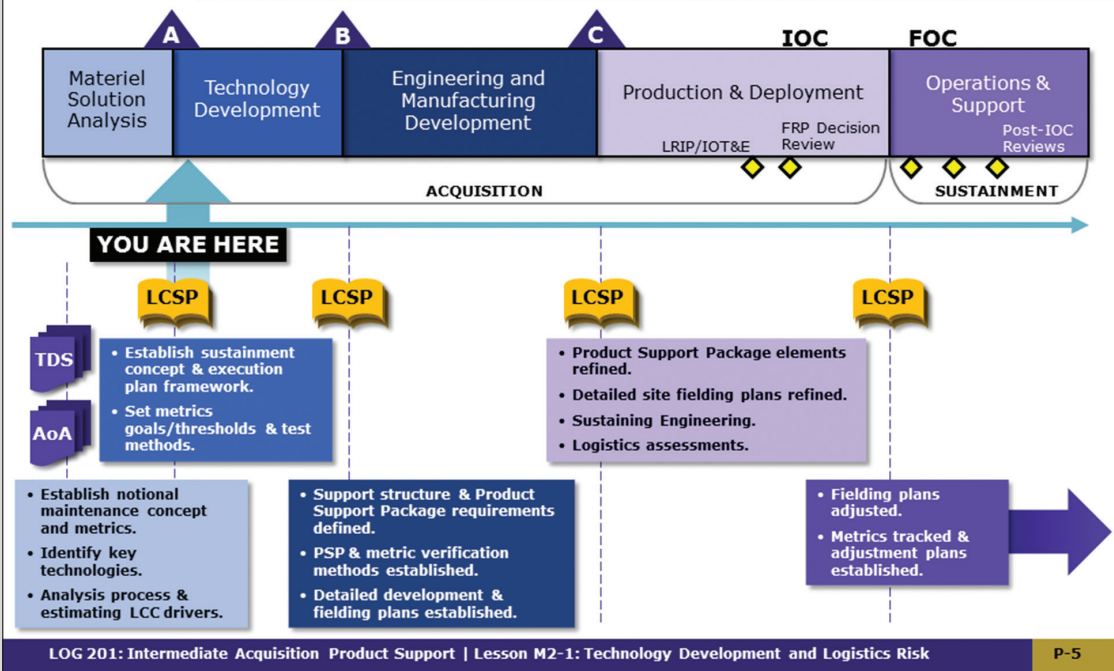 A
B
C
IOC
FOC
Materiel
Solution
Analysis
Technology
Development
Engineering and
Manufacturing
Development
Production & Deployment
LRIP/IOT&E
FRP Decision
Review
Operations &
Support
Post-IOC
Reviews
ACQUISITION
SUSTAINMENT
YOU ARE HERE
LCSP
LCSP
LCSP
LCSP
TDS
AoA
• Establish sustainment
concept & execution
plan framework.
• Set metrics
goals/thresholds & test
methods.
• Product Support Package elements
refined.
• Detailed site fielding plans refined.
• Sustaining Engineering.
• Logistics assessments.
• Establish notional
maintenance concept
and metrics.
• Identify key
technologies.
• Analysis process &
estimating LCC drivers.
• Support structure & Product
Support Package requirements
defined.
• PSP & metric verification
methods established.
• Detailed development &
fielding plans established.
• Fielding plans
adjusted.
• Metrics tracked &
adjustment plans
established.
LOG 201: Intermediate Acquisition Product Support | Lesson M2-1: Technology Development and Logistics Risk
P-5